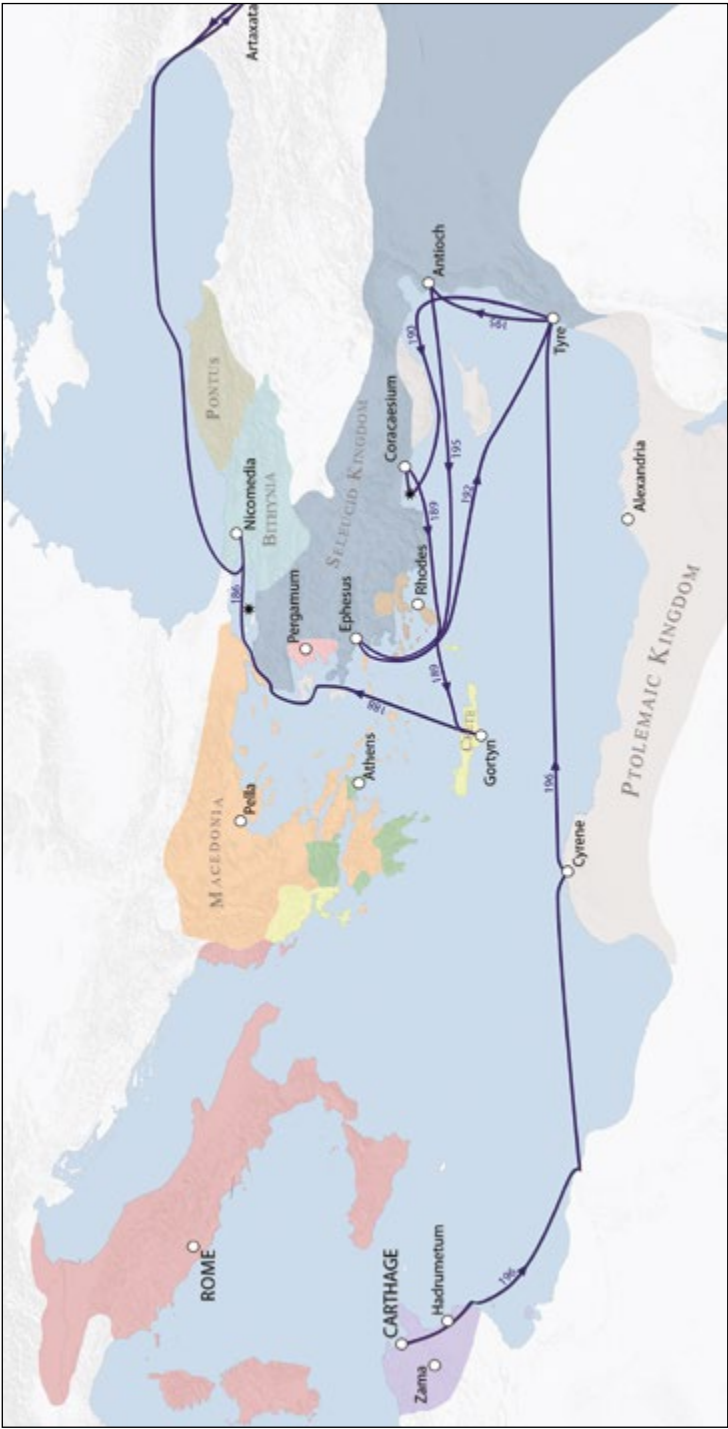 Artaxata
PONTUS
Nicomedia
BITHYNIA
186
MACEDONIA
Pella
Pergamum
Ephesus
SELEUCID KINGDOM
Athens
188
Rhodes
Coracaesium
190
Antioch
189
195
195
192
189
CRETE
Gortyn
Tyre
ROME
CARTHAGE
Zama
Hadrumetum
196
Cyrene
196
Alexandria
PTOLEMAIC KINGDOM